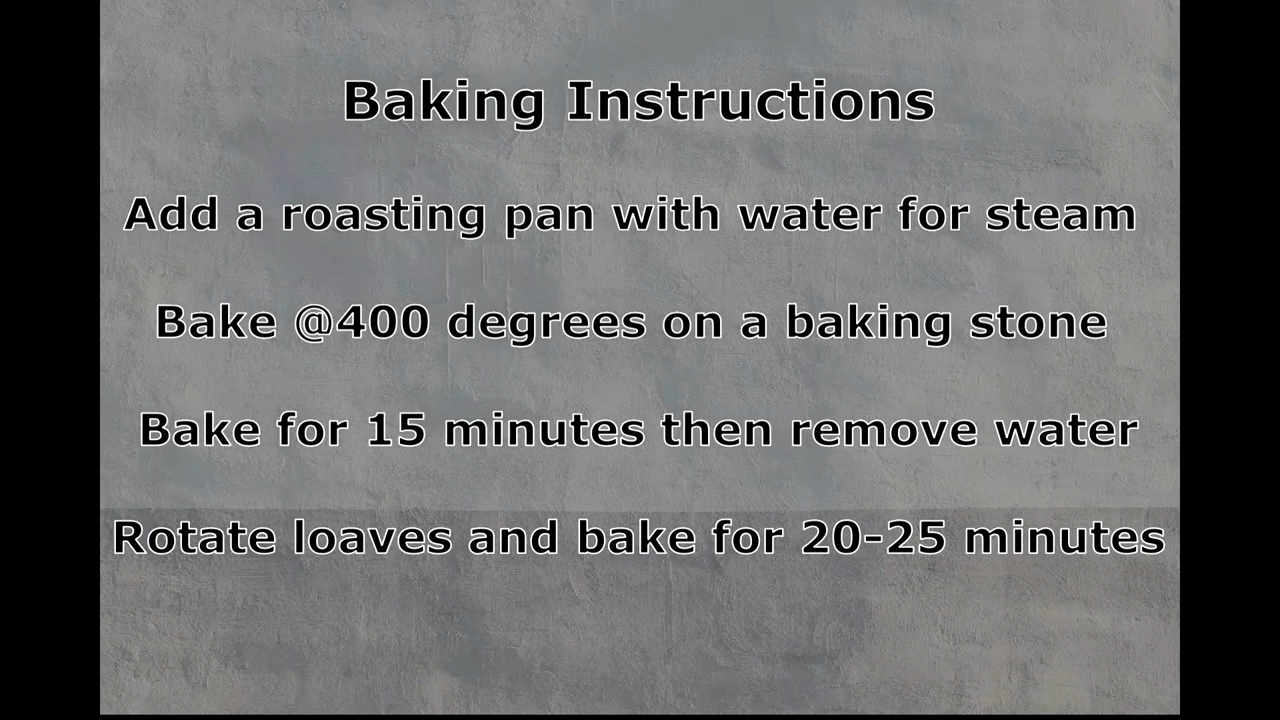 Baking Instructions
Add a roasting pan with water for steam
Bake @400 degrees on a baking stone
Bake for 15 minutes then remove water
Rotate loaves and bake for 20-25 minutes